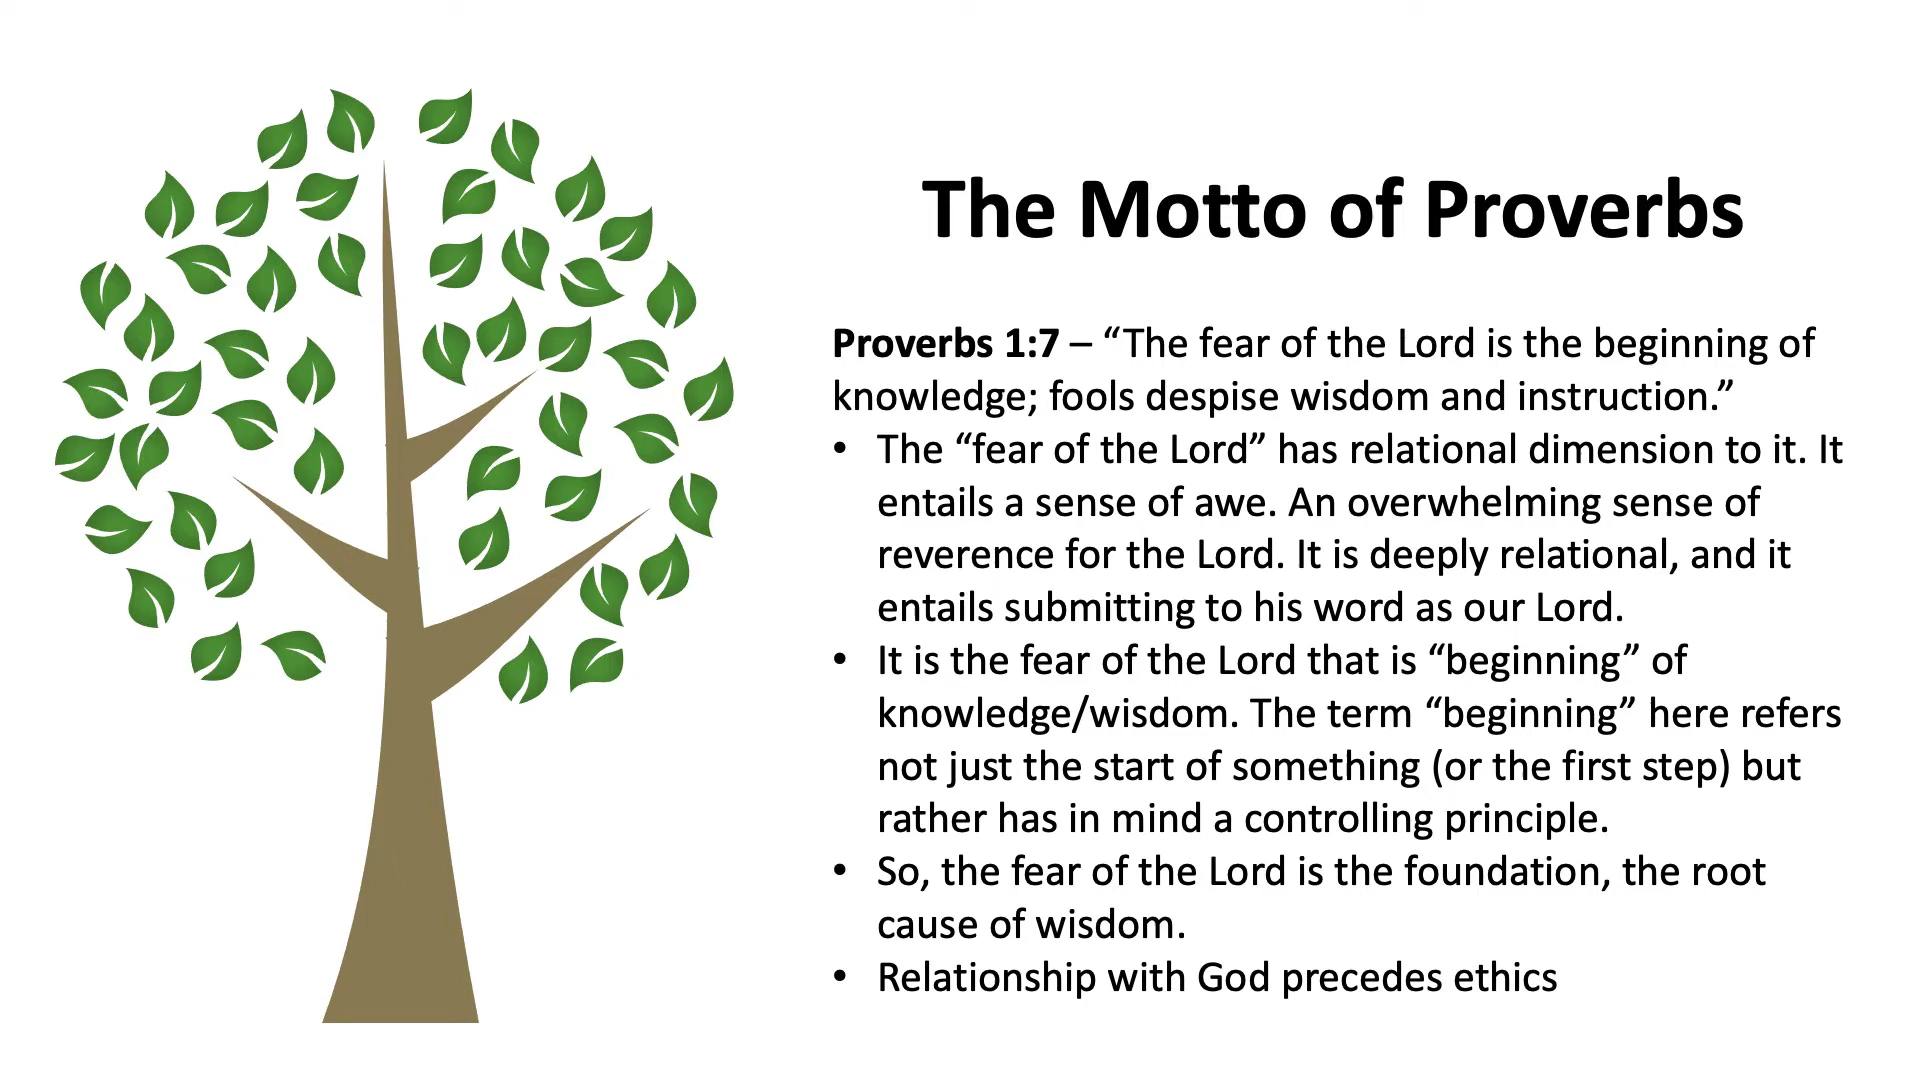 The Motto of Proverbs
Proverbs 1:7 – “The fear of the Lord is the beginning of
knowledge; fools despise wisdom and instruction.”
• The “fear of the Lord” has relational dimension to it. It
entails a sense of awe. An overwhelming sense of
reverence for the Lord. It is deeply relational, and it
entails submitting to his word as our Lord.
• It is the fear of the Lord that is “beginning” of
knowledge/wisdom. The term “beginning” here refers
not just the start of something (or the first step) but
rather has in mind a controlling principle.
• So, the fear of the Lord is the foundation, the root
cause of wisdom.
• Relationship with God precedes ethics